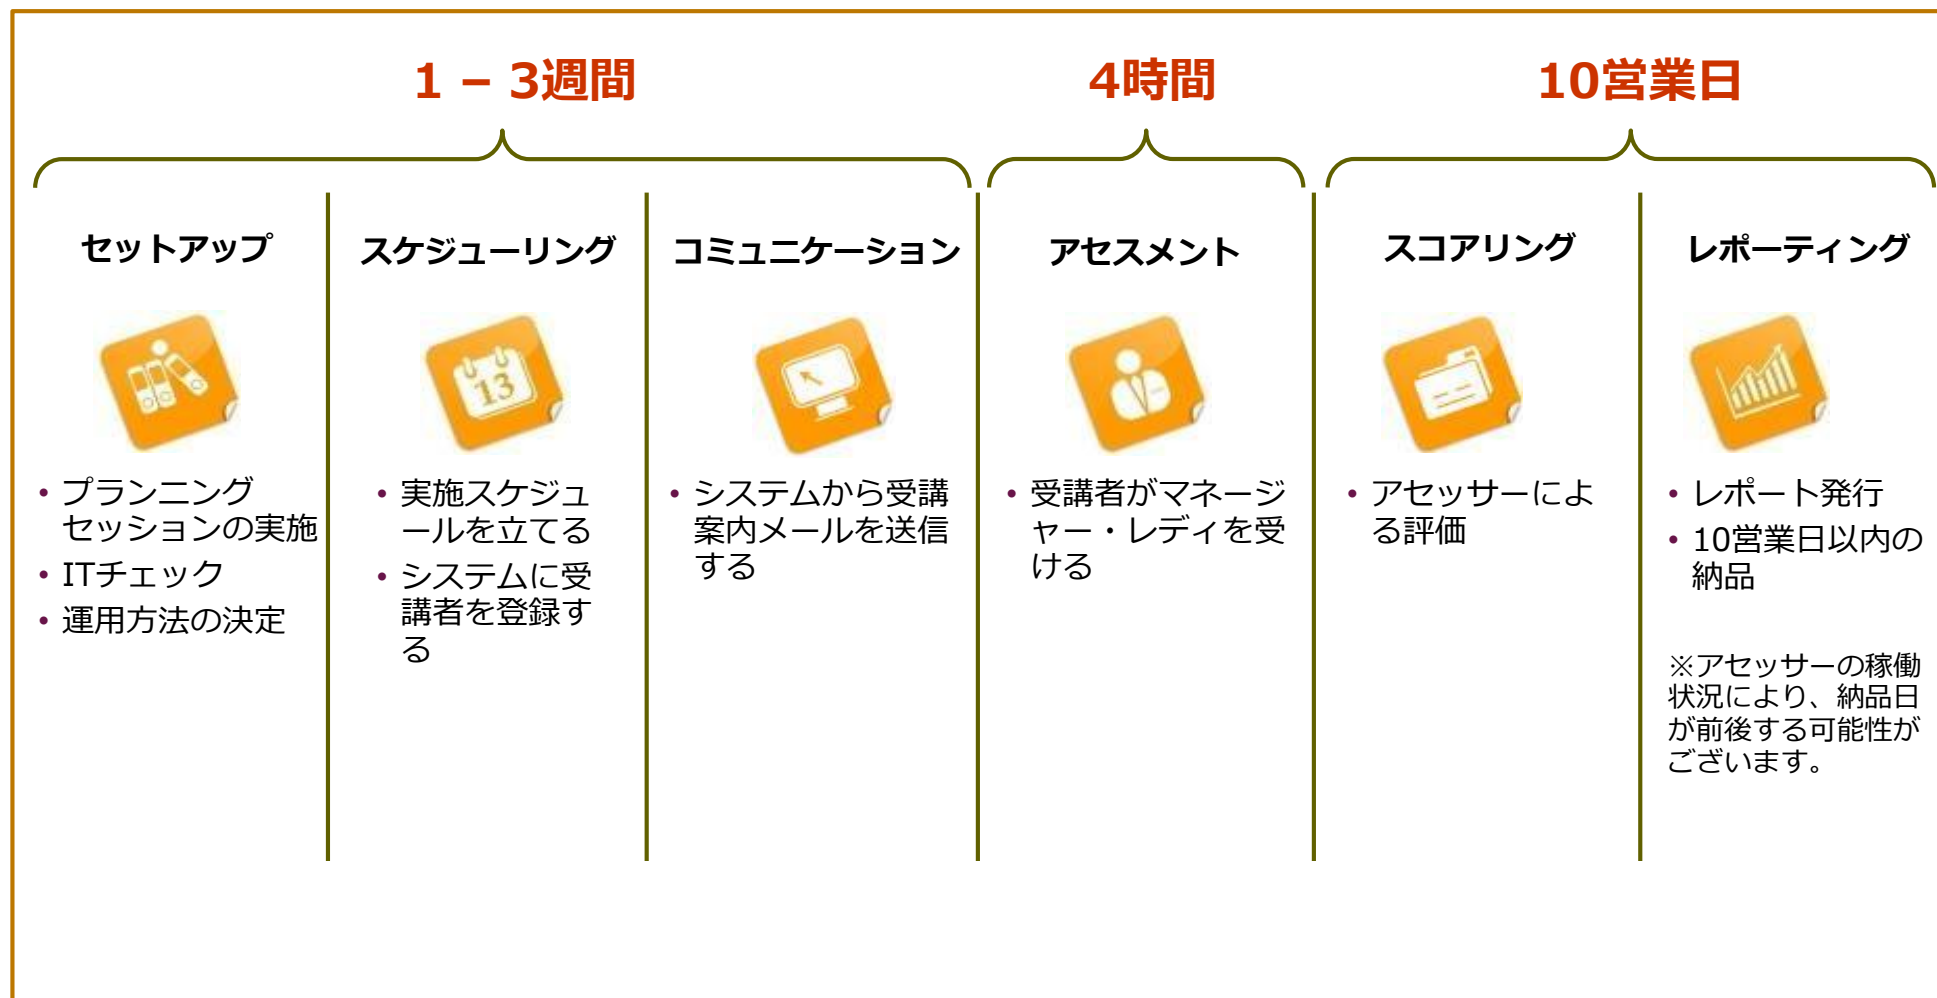 1 – 3週間
4時間
10営業日
セットアップ
スケジューリング
コミュニケーション
アセスメント
スコアリング
レポーティング
13
• プランニング
セッションの実施
• ITチェック
• 運用方法の決定
• 実施スケジュ
ールを立てる
• システムに受
講者を登録す
る
• システムから受講
案内メールを送信
する
• 受講者がマネージ
ャー・レディを受
ける
• アセッサーによ
る評価
• レポート発行
• 10営業日以内の
納品
※アセッサーの稼働
状況により、納品日
が前後する可能性が
ございます。